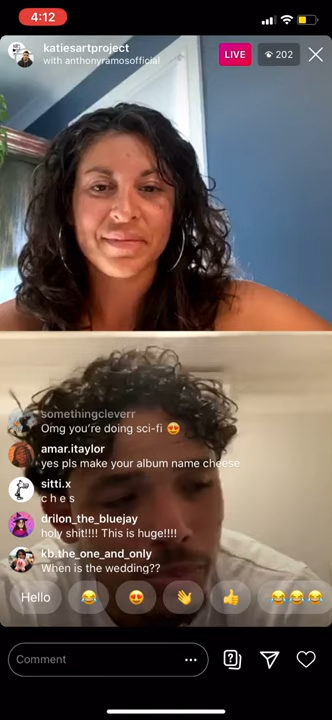 4:12
katiesartproject
with anthonyramosofficial
LIVE
202
somethingcleverr
Omg you're doing sci-fi 😍
amar.itaylor
yes pls make your album name cheese
sitti.x
c h e s
drilon_the_bluejay
holy shit!!!! This is huge!!!!
kb.the_one_and_only
When is the wedding??
Hello 😂 😍 👋 👍 😂😂😂
Comment